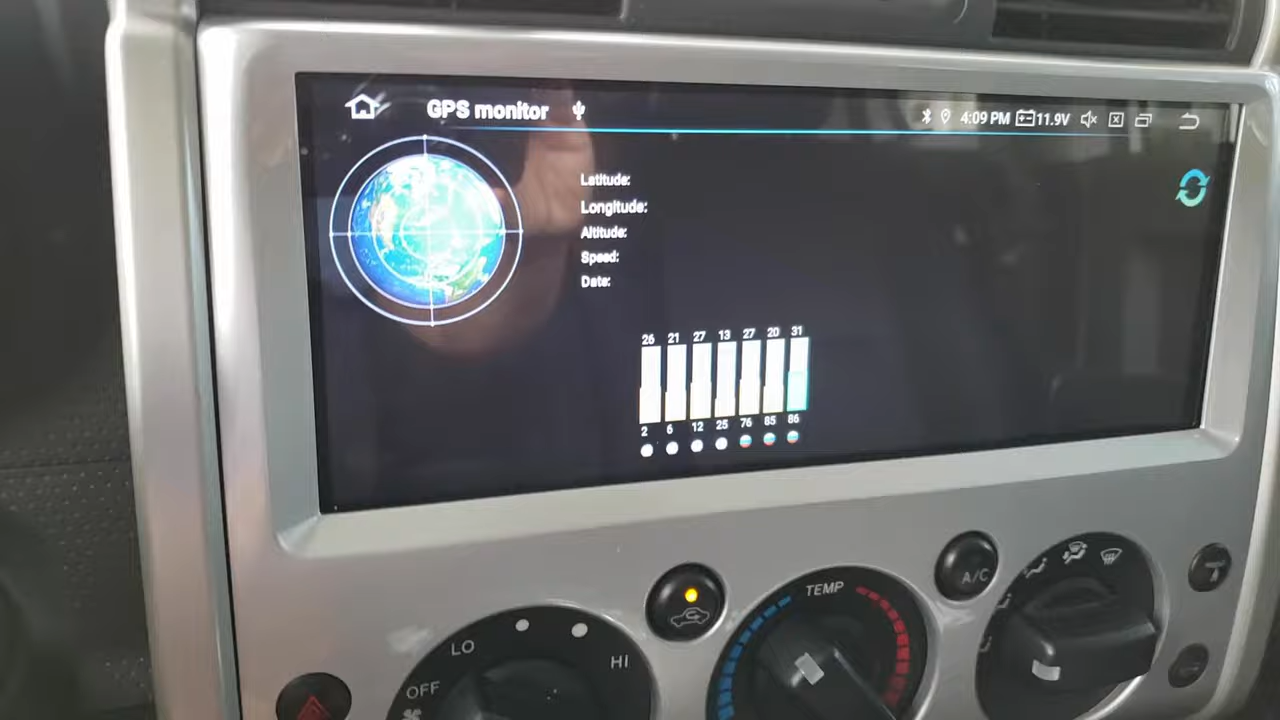 GPS monitor
4:09 PM 11.9V
Latitude:
Longitude:
Altitude:
Speed:
Date:
26 21 27 13 27 20 31
2 6 12 25 76 85 86
TEMP
A/C
LO
HI
OFF